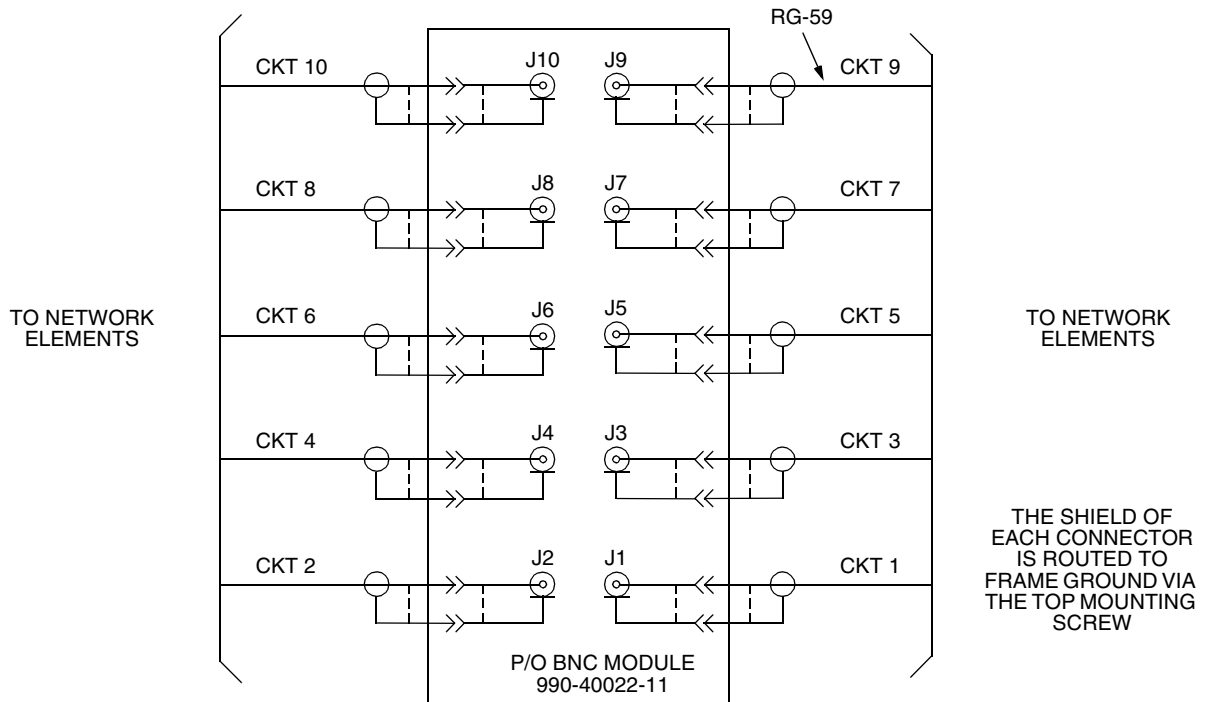 RG-59
CKT 10
J10
J9
CKT 9
CKT 8
J8
J7
CKT 7
CKT 6
J6
J5
CKT 5
TO NETWORK
ELEMENTS
TO NETWORK
ELEMENTS
CKT 4
J4
J3
CKT 3
THE SHIELD OF
EACH CONNECTOR
IS ROUTED TO
FRAME GROUND VIA
THE TOP MOUNTING
SCREW
CKT 2
J2
J1
CKT 1
P/O BNC MODULE
990-40022-11